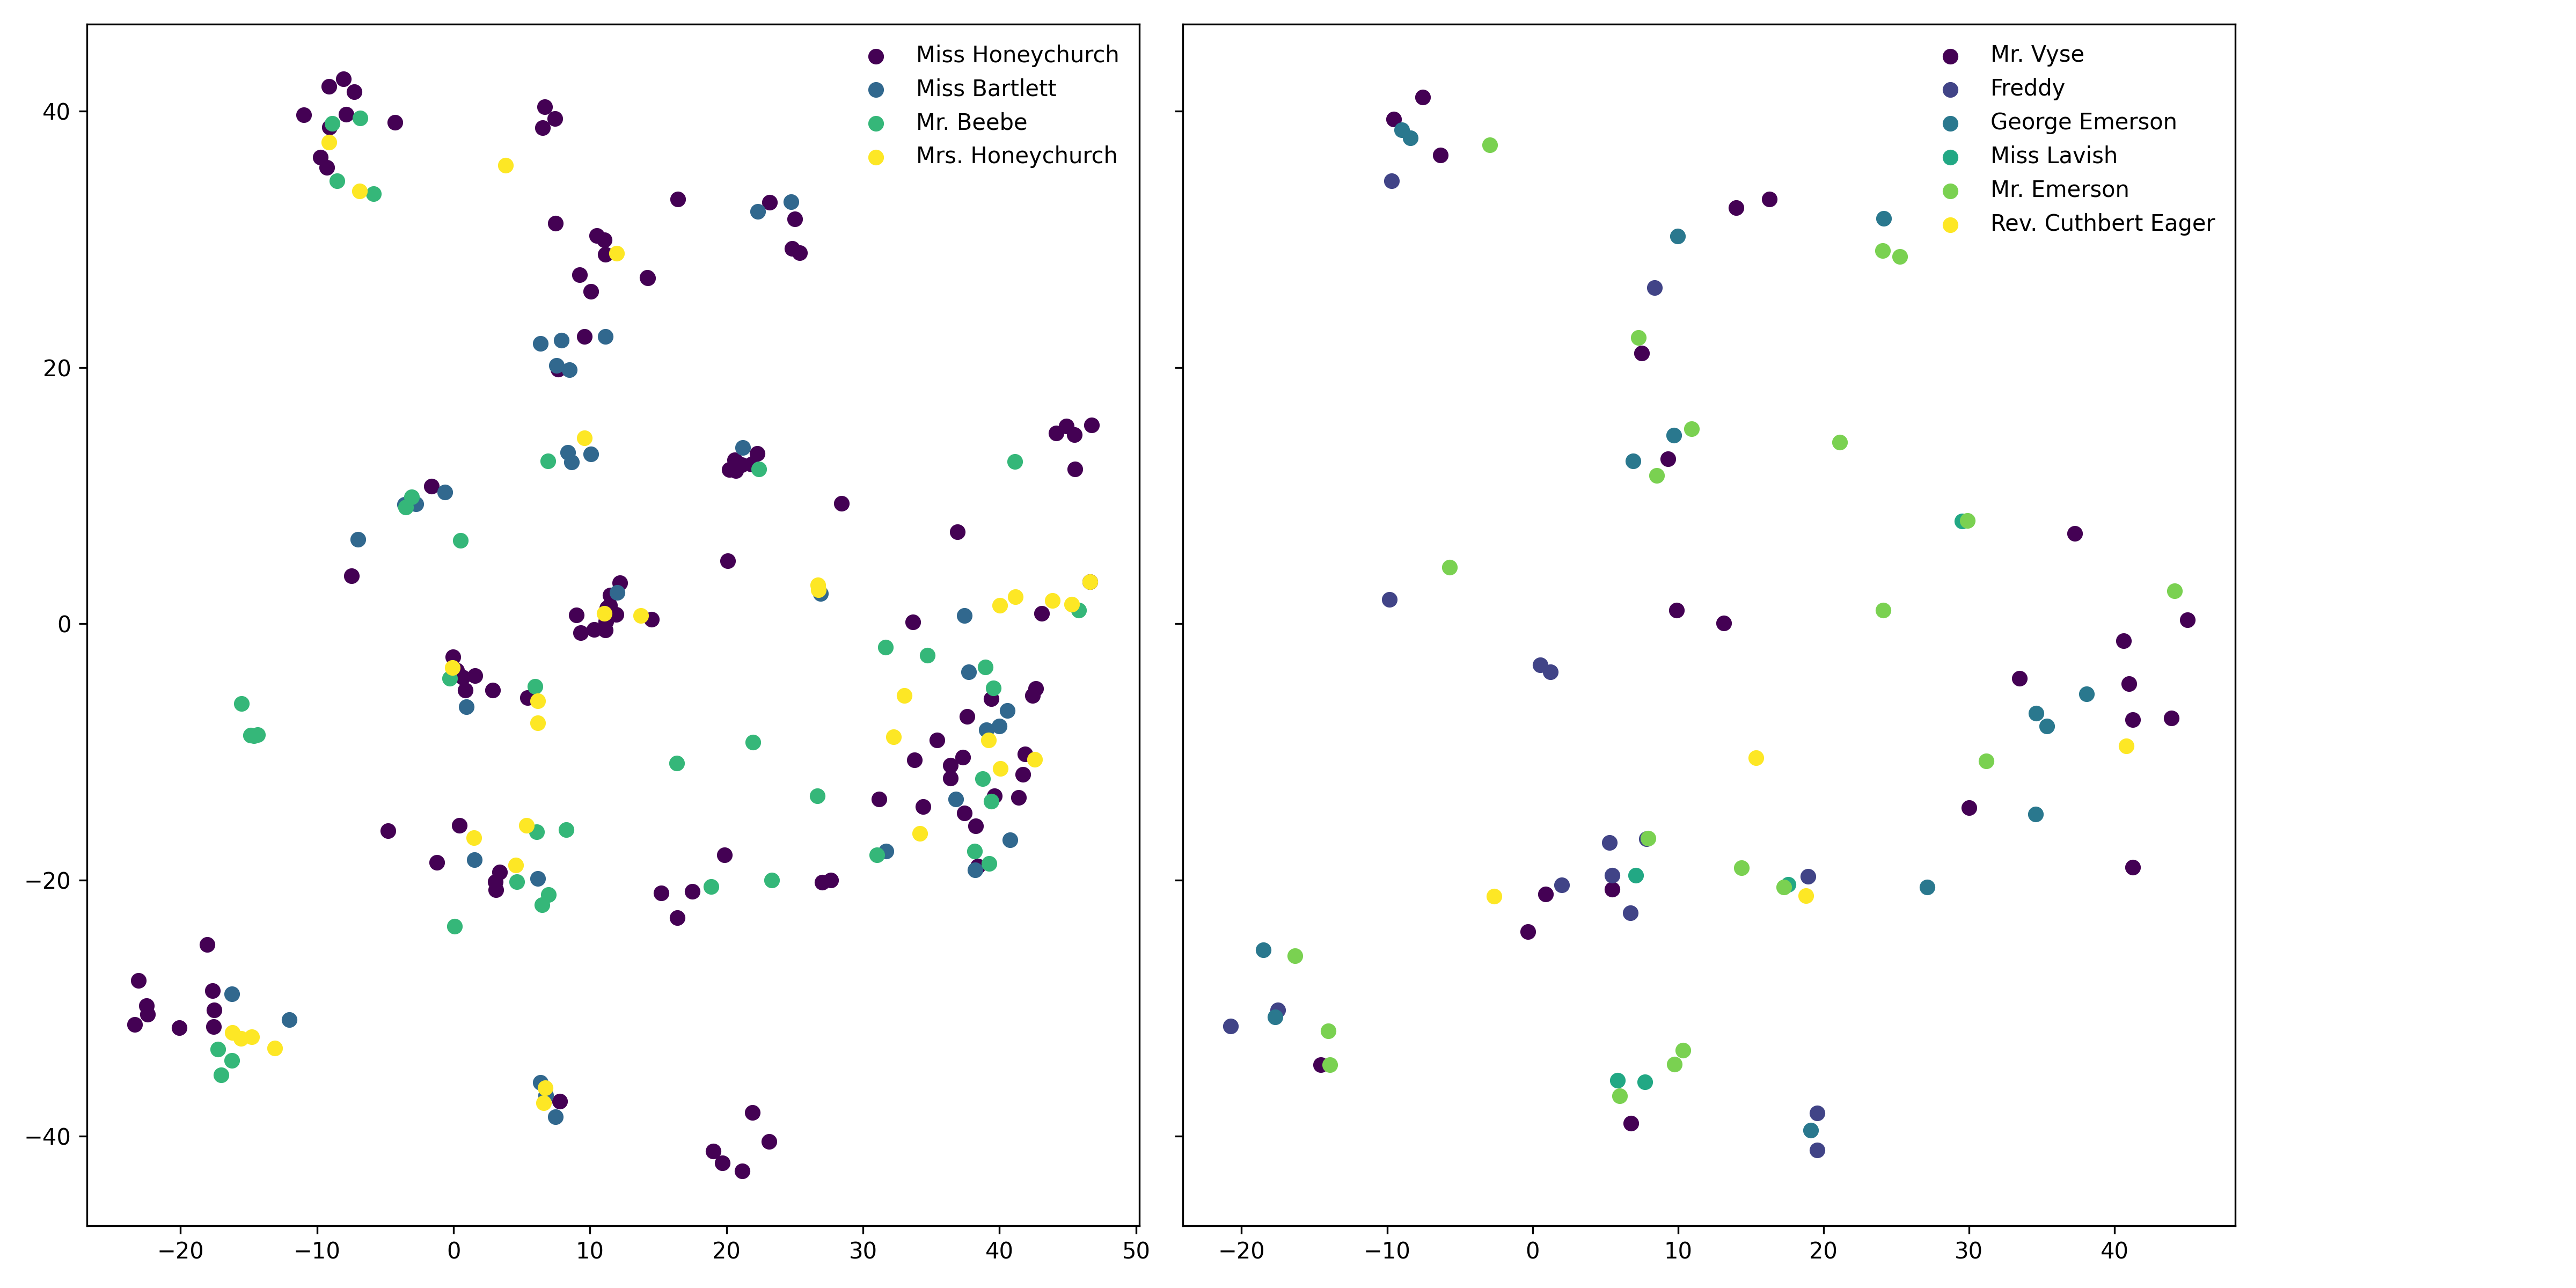 Miss Honeychurch
Miss Bartlett
Mr. Beebe
Mrs. Honeychurch
40
20
0
−20
−40
−20
−10
0
10
20
30
40
50
Mr. Vyse
Freddy
George Emerson
Miss Lavish
Mr. Emerson
Rev. Cuthbert Eager
−20
−10
0
10
20
30
40